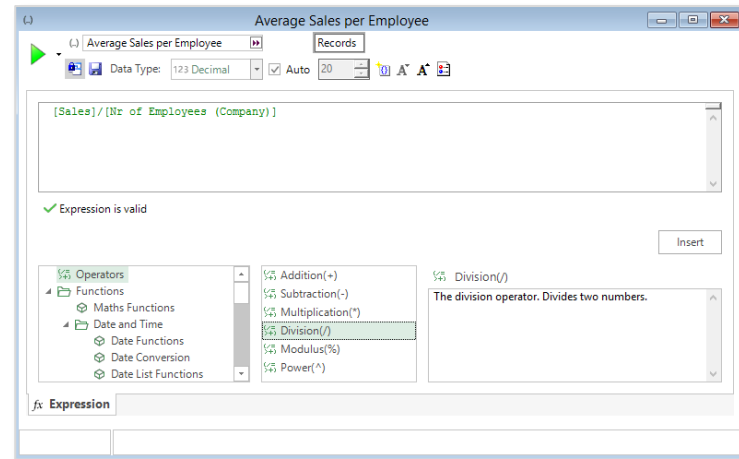 Average Sales per Employee
Average Sales per Employee Records
Data Type: 123 Decimal Auto 20 A A
[Sales]/[Nr of Employees (Company)]
Expression is valid
Insert
Operators
Functions
Maths Functions
Date and Time
Date Functions
Date Conversion
Date List Functions
Addition(+)
Subtraction(-)
Multiplication(*)
Division(/)
Modulus(%)
Power(^)
Division(/)
The division operator. Divides two numbers.
fx Expression